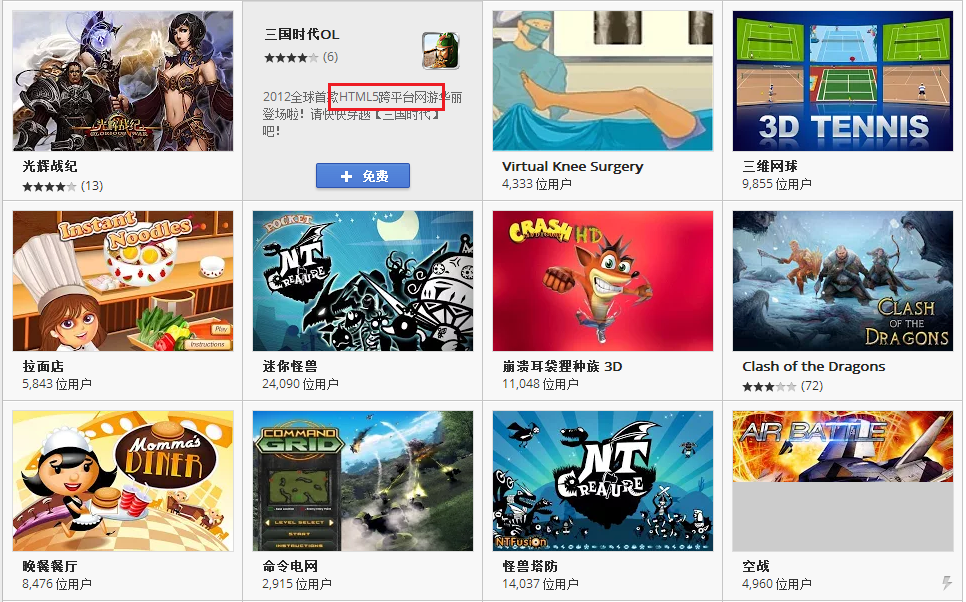 光辉战纪
GLORIOUS WAR
光辉战纪
(13)
三国时代OL
(6)
2012全球首款HTML5跨平台网游华丽
登场啦！请快快穿越【三国时代】
吧！
+ 免费
Virtual Knee Surgery
4,333 位用户
3D TENNIS
三维网球
9,855 位用户
Instant
Noodles
Play
Instructions
拉面店
5,843 位用户
POCKET
NT
CREATURE
迷你怪兽
24,090 位用户
CRASH HD
崩溃耳袋狸种族 3D
11,048 位用户
CLASH
OF THE
DRAGONS
Clash of the Dragons
(72)
Momma's
DINER
晚餐餐厅
8,476 位用户
COMMAND
GRID
LEVEL SELECT
START
INSTRUCTIONS
命令电网
2,915 位用户
NT
CREATURE
NTFusion
怪兽塔防
14,037 位用户
AIR BATTLE
空战
4,960 位用户